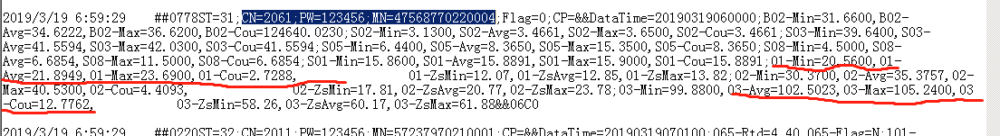 2019/3/19 6:59:29    ##0778ST=31;CN=2061;PW=123456;MN=47568770220004;Flag=0;CP=&&DataTime=20190319060000;B02-Min=31.6600,B02-
Avg=34.6222,B02-Max=36.6200,B02-Cou=124640.0230;S02-Min=3.1300,S02-Avg=3.4661,S02-Max=3.6500,S02-Cou=3.4661;S03-Min=39.6400,S03-
Avg=41.5594,S03-Max=42.0300,S03-Cou=41.5594;S05-Min=6.4400,S05-Avg=8.3650,S05-Max=15.3500,S05-Cou=8.3650;S08-Min=4.5000,S08-
Avg=6.6854,S08-Max=11.5000,S08-Cou=6.6854;S01-Min=15.8600,S01-Avg=15.8891,S01-Max=15.9000,S01-Cou=15.8891;01-Min=20.5600,01-
Avg=21.8949,01-Max=23.6900,01-Cou=2.7288,                01-ZsMin=12.07,01-ZsAvg=11.58,01-ZsMax=13.82;02-Min=30.3700,02-Avg=35.3757,02-
Max=40.5300,02-Cou=4.4093,               02-ZsMin=17.81,02-ZsAvg=20.77,02-ZsMax=23.78;03-Min=99.8800,03-Avg=102.5023,03-Max=105.2400,03
-Cou=12.7762,             03-ZsMin=58.26,03-ZsAvg=60.17,03-ZsMax=61.88&&06C0
2019/3/19 6:59:29    ##0220ST=32;CN=2011;PW=123456;MN=57237970210001;CP=&&DataTime=20190319070100;065-Rtd=4.40,065-Flag=N;101-